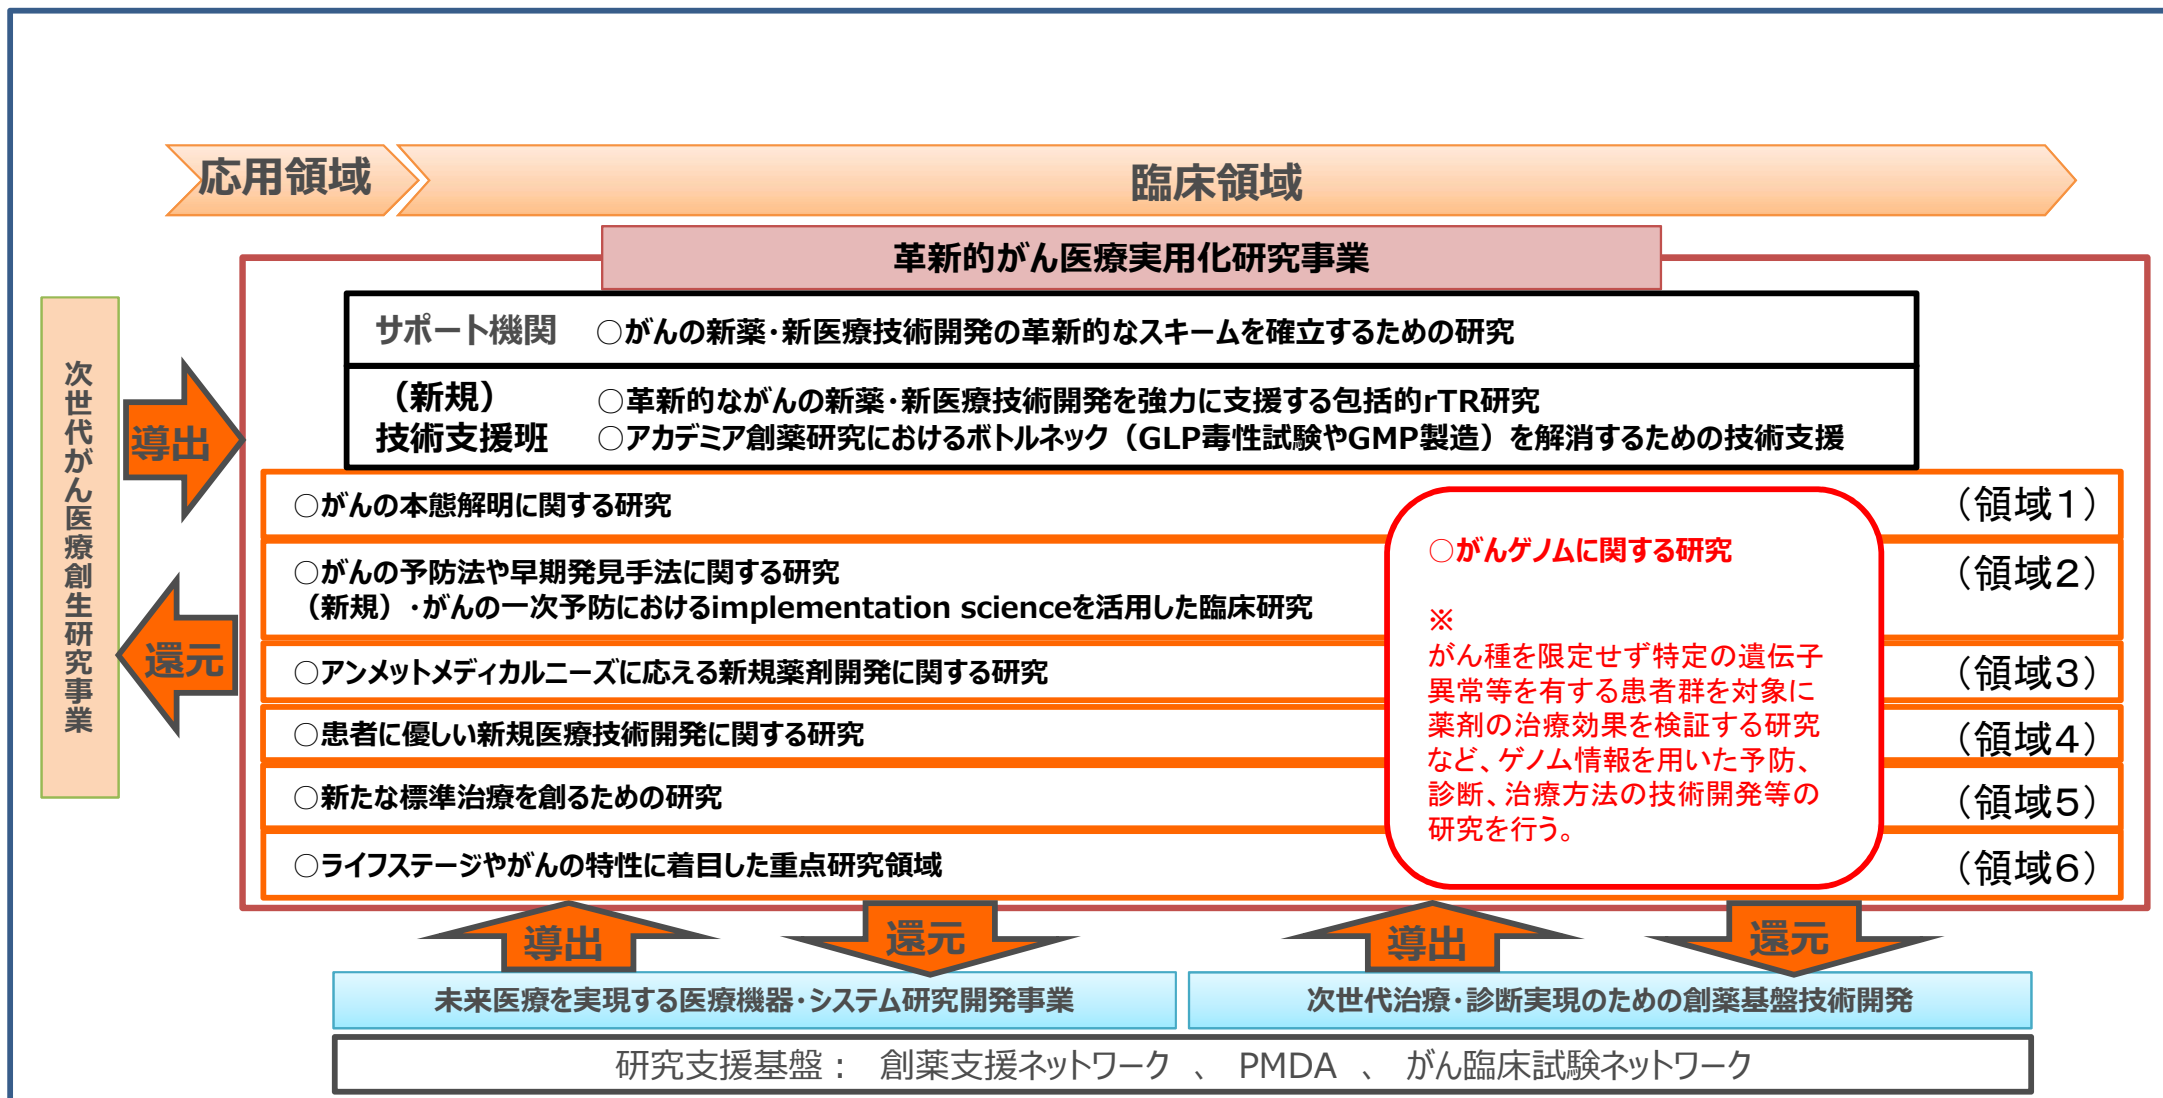 応用領域
臨床領域
革新的がん医療実用化研究事業
サポート機関 ○がんの新薬・新医療技術開発の革新的なスキームを確立するための研究
（新規）
技術支援班
○革新的ながんの新薬・新医療技術開発を強力に支援する包括的rTR研究
○アカデミア創薬研究におけるボトルネック（GLP毒性試験やGMP製造）を解消するための技術支援
次世代がん医療創生研究事業
導出
還元
○がんの本態解明に関する研究 （領域１）
○がんの予防法や早期発見手法に関する研究 （領域２）
（新規）・がんの一次予防におけるimplementation scienceを活用した臨床研究
○アンメットメディカルニーズに応える新規薬剤開発に関する研究 （領域３）
○患者に優しい新規医療技術開発に関する研究 （領域４）
○新たな標準治療を創るための研究 （領域５）
○ライフステージやがんの特性に着目した重点研究領域 （領域６）
○がんゲノムに関する研究
※
がん種を限定せず特定の遺伝子
異常等を有する患者群を対象に
薬剤の治療効果を検証する研究
など、ゲノム情報を用いた予防、
診断、治療方法の技術開発等の
研究を行う。
導出 還元 導出 還元
未来医療を実現する医療機器・システム研究開発事業
次世代治療・診断実現のための創薬基盤技術開発
研究支援基盤： 創薬支援ネットワーク 、 PMDA 、 がん臨床試験ネットワーク